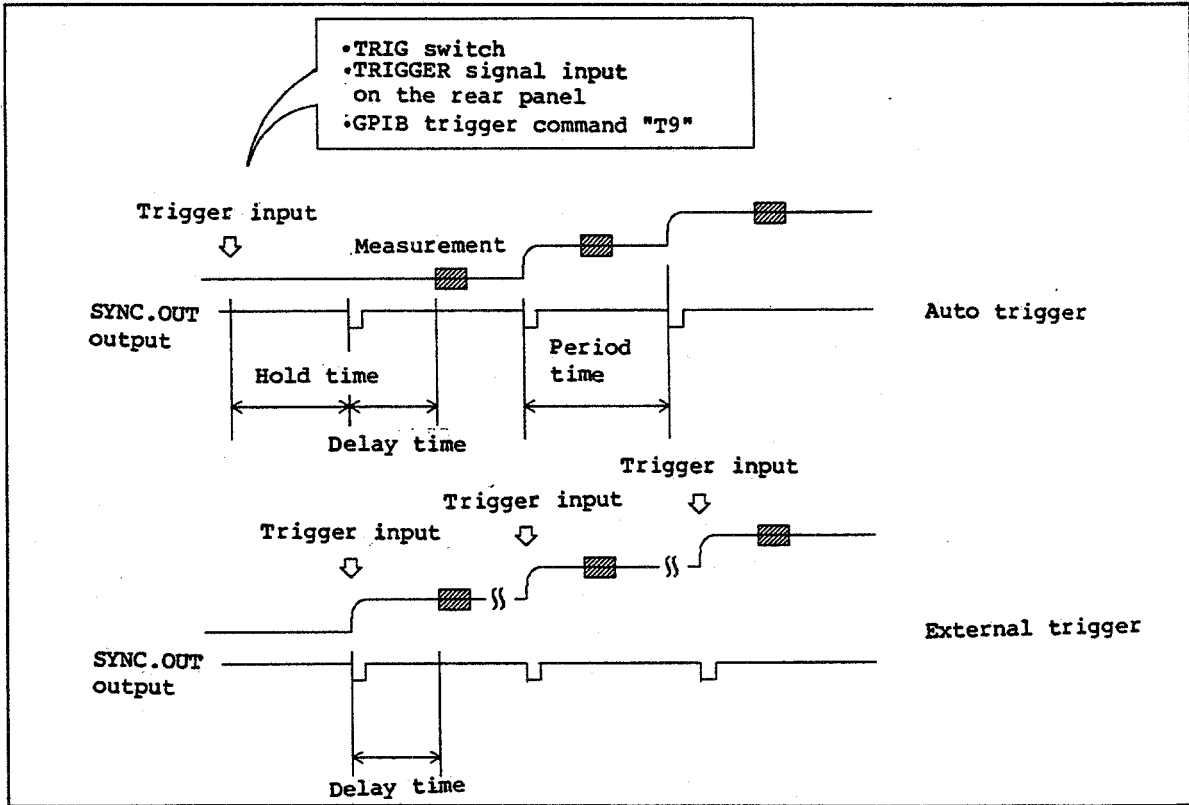 •TRIG switch
•TRIGGER signal input
on the rear panel
•GPIB trigger command "T9"
Trigger input
Measurement
SYNC.OUT
output
Auto trigger
Hold time
Period
time
Delay time
Trigger input
Trigger input
Trigger input
External trigger
SYNC.OUT
output
Delay time